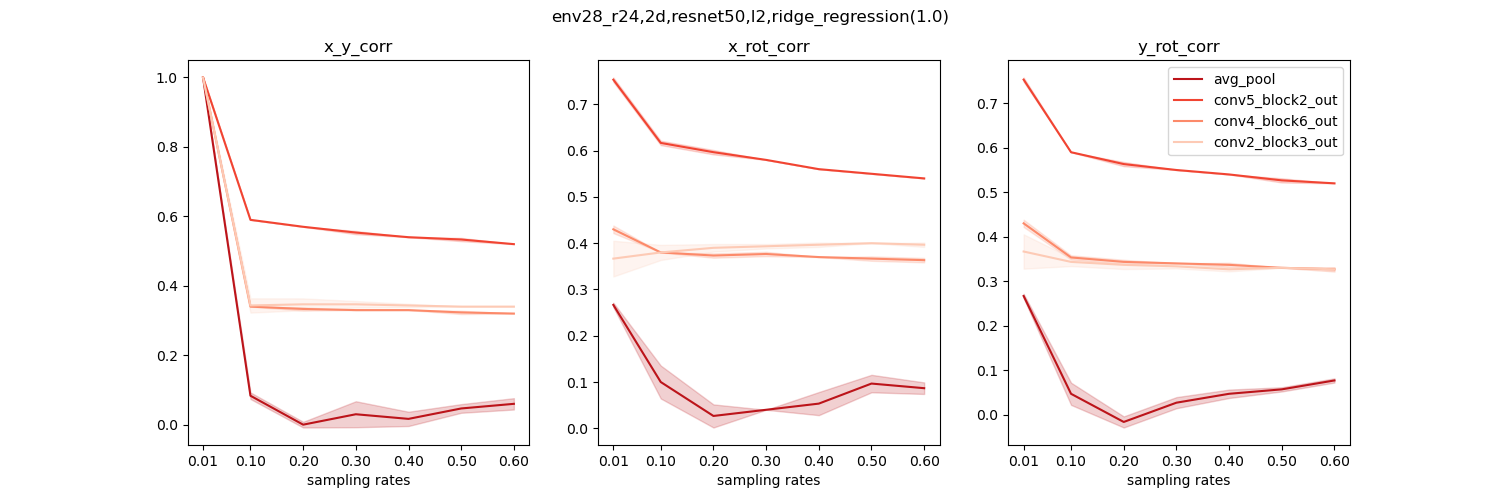 env28_r24,2d,resnet50,l2,ridge_regression(1.0)
x_y_corr
1.0
0.8
0.6
0.4
0.2
0.0
0.01 0.10 0.20 0.30 0.40 0.50 0.60
sampling rates
x_rot_corr
0.7
0.6
0.5
0.4
0.3
0.2
0.1
0.0
0.01 0.10 0.20 0.30 0.40 0.50 0.60
sampling rates
y_rot_corr
avg_pool
conv5_block2_out
conv4_block6_out
conv2_block3_out
0.7
0.6
0.5
0.4
0.3
0.2
0.1
0.0
0.01 0.10 0.20 0.30 0.40 0.50 0.60
sampling rates